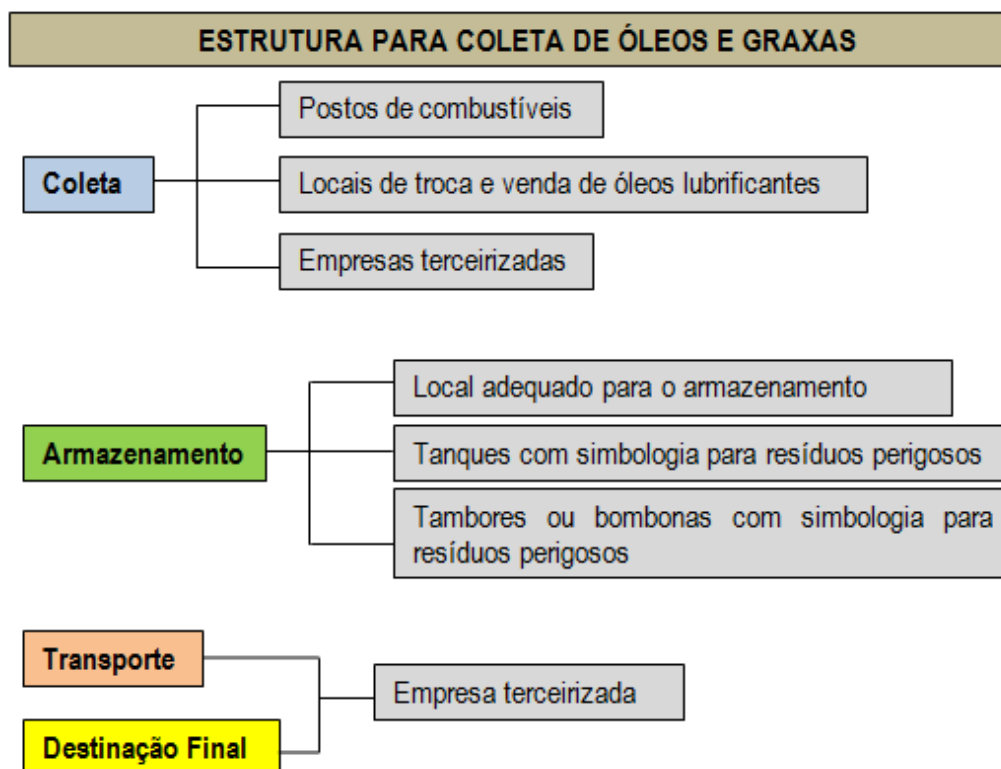 ESTRUTURA PARA COLETA DE ÓLEOS E GRAXAS
Postos de combustíveis
Coleta
Locais de troca e venda de óleos lubrificantes
Empresas terceirizadas
Local adequado para o armazenamento
Armazenamento
Tanques com simbologia para resíduos perigosos
Tambores ou bombonas com simbologia para
resíduos perigosos
Transporte
Empresa terceirizada
Destinação Final